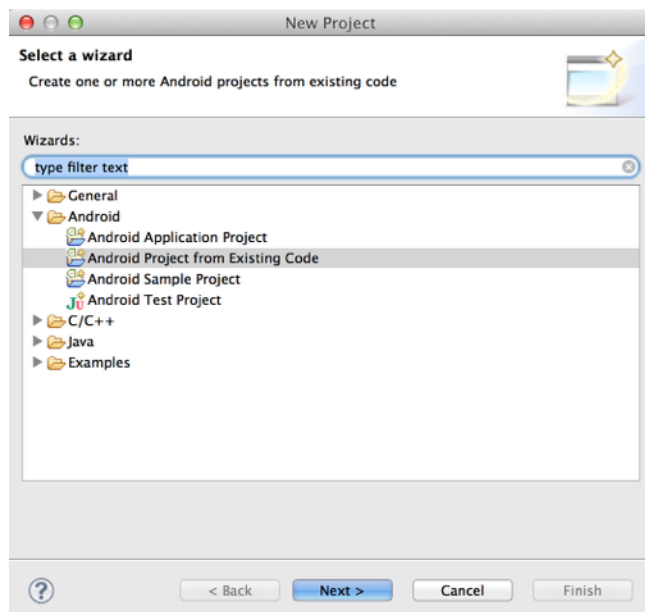 New Project
Select a wizard
Create one or more Android projects from existing code
Wizards:
type filter text
General
Android
Android Application Project
Android Project from Existing Code
Android Sample Project
Android Test Project
C/C++
Java
Examples
? < Back Next > Cancel Finish